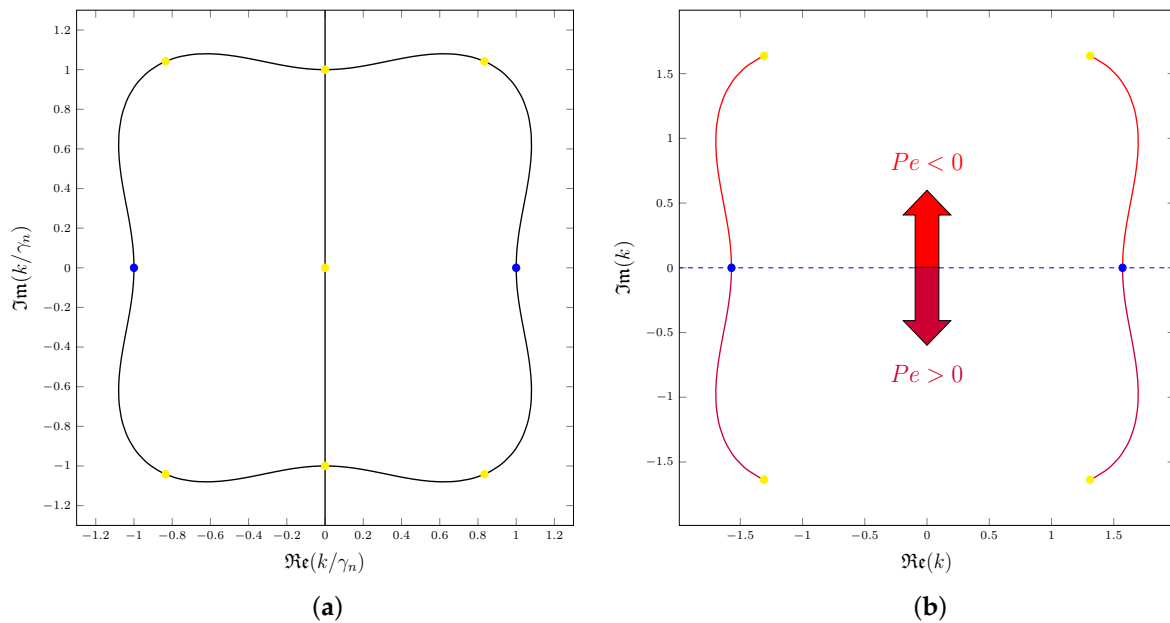 1.2
1
0.8
0.6
0.4
0.2
0
−0.2
−0.4
−0.6
−0.8
−1
−1.2
𝔍𝔪(k/γₙ)
−1.2 −1 −0.8 −0.6 −0.4 −0.2 0 0.2 0.4 0.6 0.8 1 1.2
ℜ𝔢(k/γₙ)
(a)
1.5
1
0.5
0
−0.5
−1
−1.5
𝔍𝔪(k)
Pe < 0
Pe > 0
−1.5 −1 −0.5 0 0.5 1 1.5
ℜ𝔢(k)
(b)